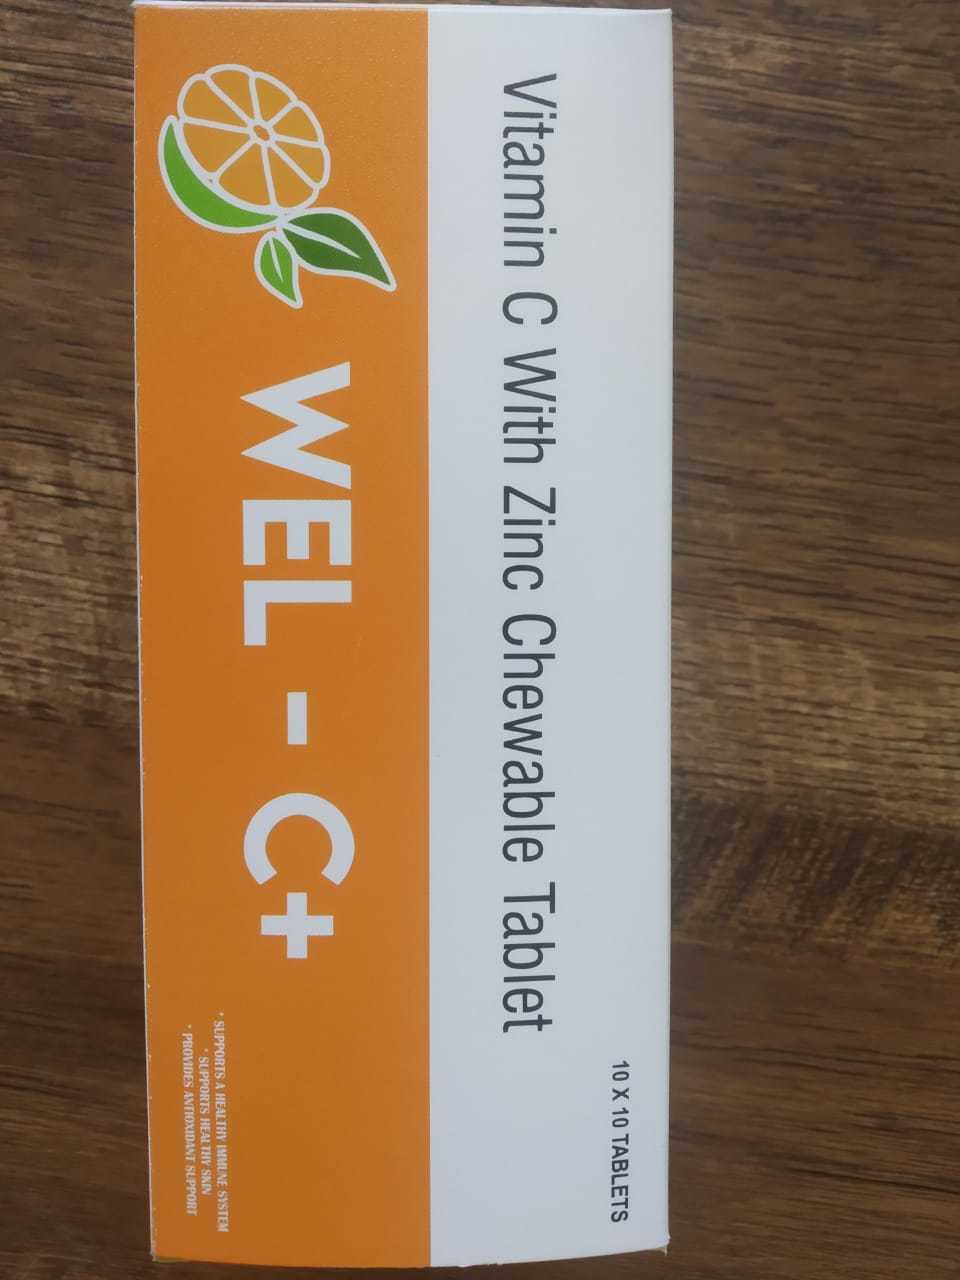 10 X 10 TABLETS
Vitamin C With Zinc Chewable Tablet
WEL - C+
• SUPPORTS A HEALTHY IMMUNE SYSTEM
• SUPPORTS HEALTHY SKIN
• PROVIDES ANTIOXIDANT SUPPORT